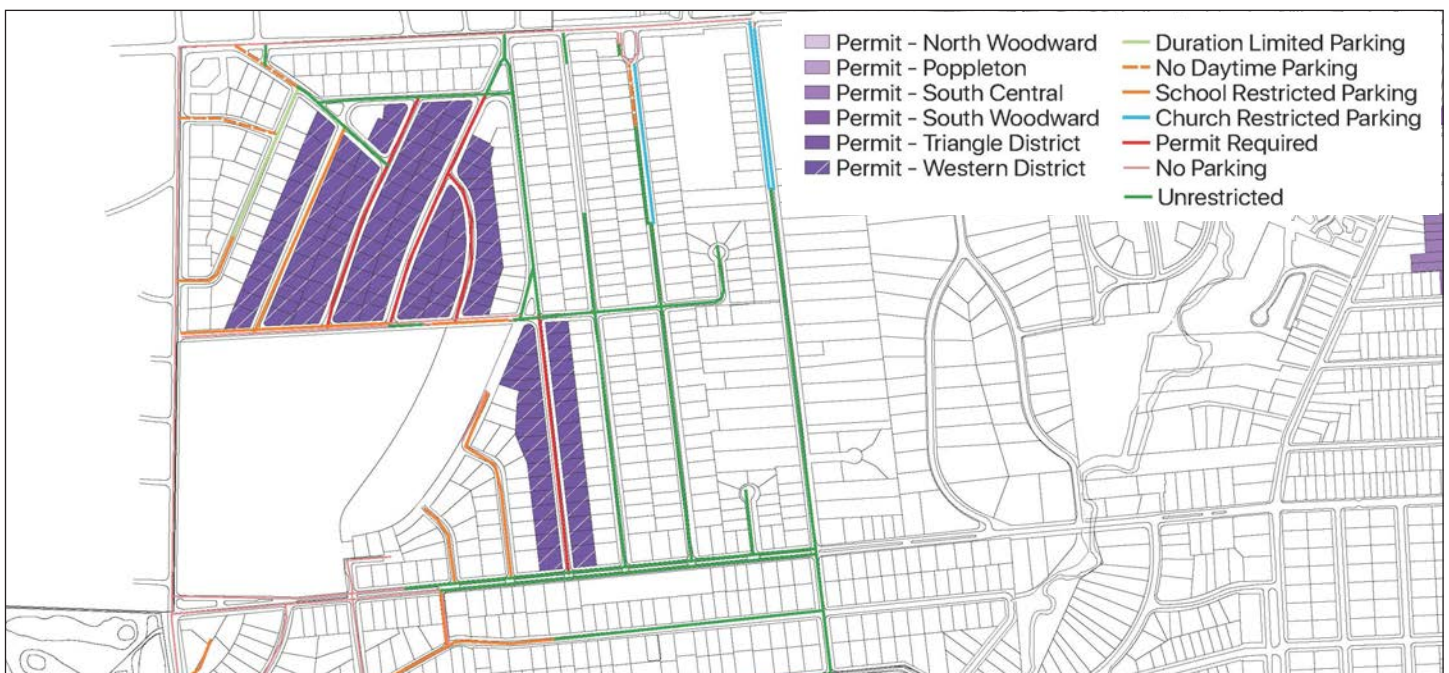 Permit - North Woodward
Permit - Poppleton
Permit - South Central
Permit - South Woodward
Permit - Triangle District
Permit - Western District
Duration Limited Parking
No Daytime Parking
School Restricted Parking
Church Restricted Parking
Permit Required
No Parking
Unrestricted